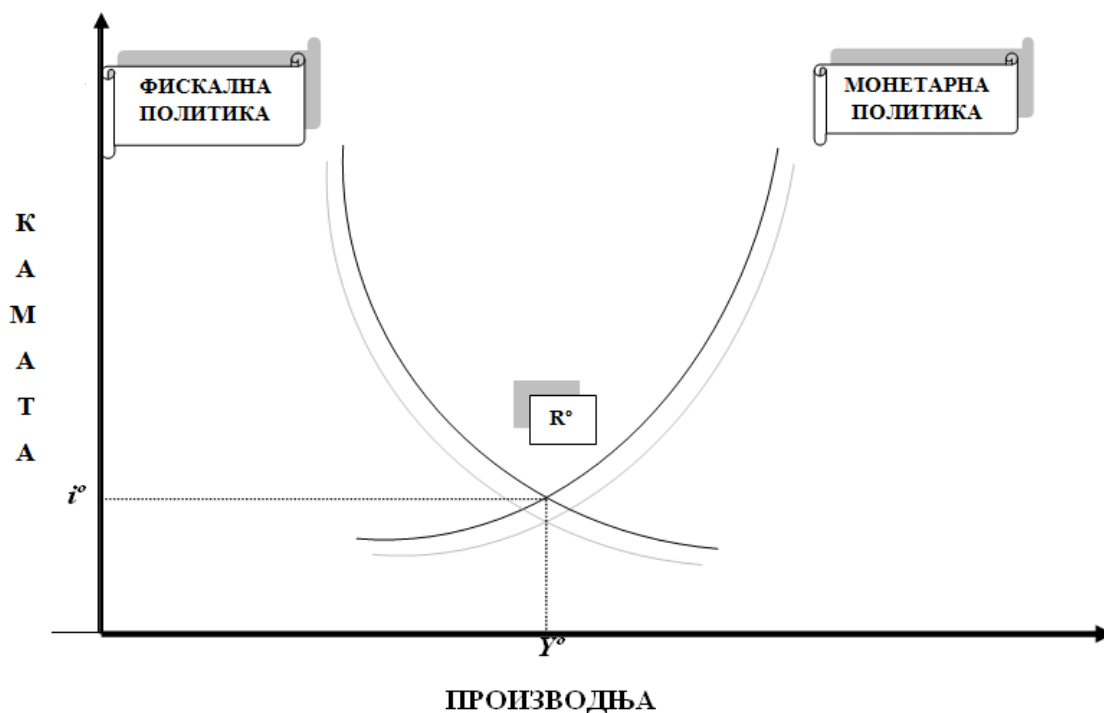 ФИСКАЛНА
ПОЛИТИКА
МОНЕТАРНА
ПОЛИТИКА
К
А
М
А
Т
А
R°
i°
Y°
ПРОИЗВОДЊА